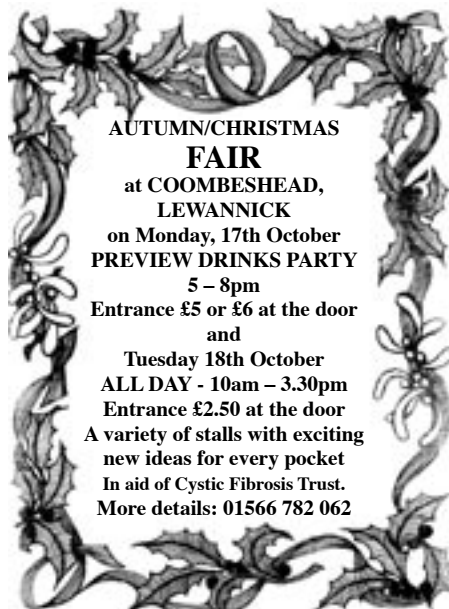 AUTUMN/CHRISTMAS
FAIR
at COOMBESHEAD,
LEWANNICK
on Monday, 17th October
PREVIEW DRINKS PARTY
5 – 8pm
Entrance £5 or £6 at the door
and
Tuesday 18th October
ALL DAY - 10am – 3.30pm
Entrance £2.50 at the door
A variety of stalls with exciting
new ideas for every pocket
In aid of Cystic Fibrosis Trust.
More details: 01566 782 062